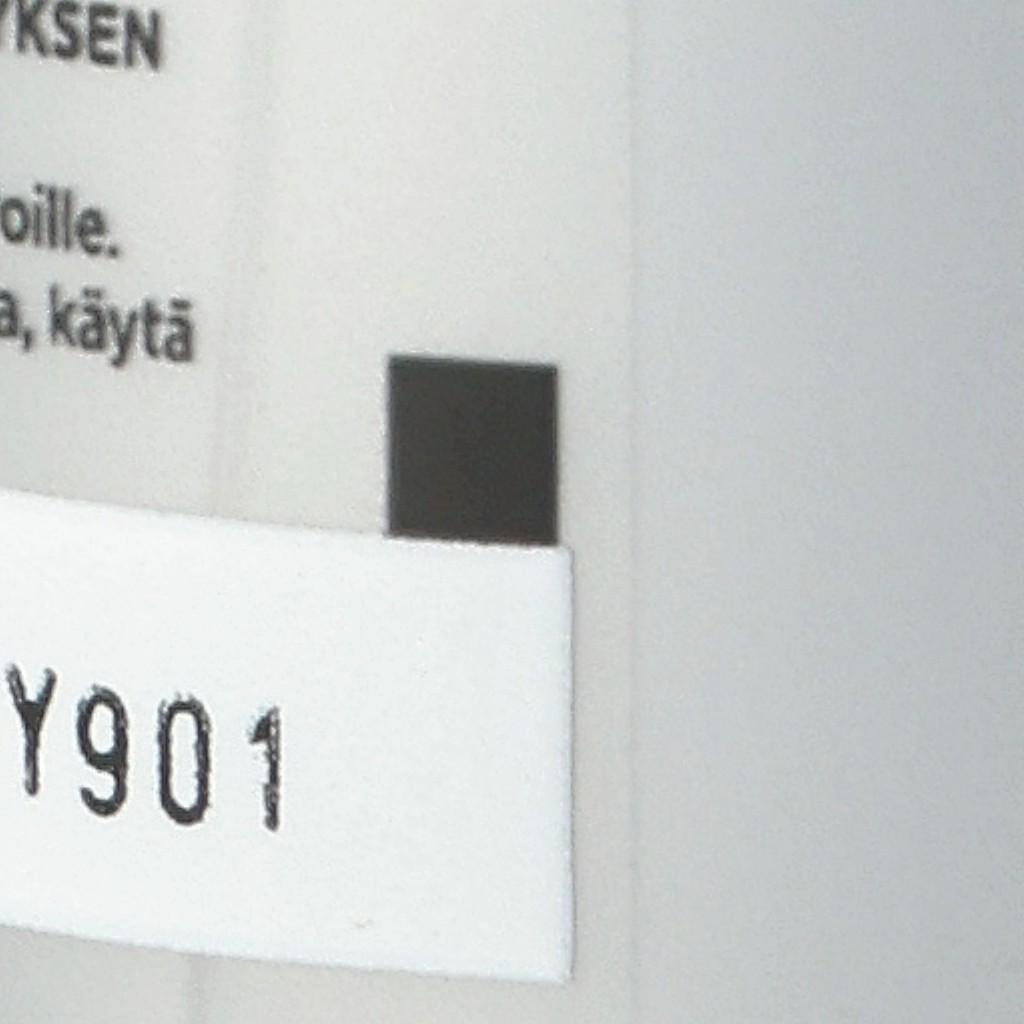 YKSEN
oille.
a, käytä
Y901